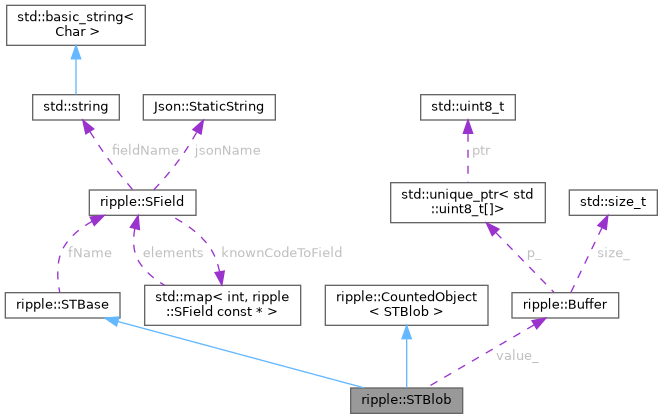 std::basic_string<
Char >
std::string
Json::StaticString
std::uint8_t
fieldName
jsonName
ptr
ripple::SField
std::unique_ptr< std
::uint8_t[]>
std::size_t
fName
elements
knownCodeToField
p_
size_
ripple::STBase
std::map< int, ripple
::SField const * >
ripple::CountedObject
< STBlob >
ripple::Buffer
value_
ripple::STBlob